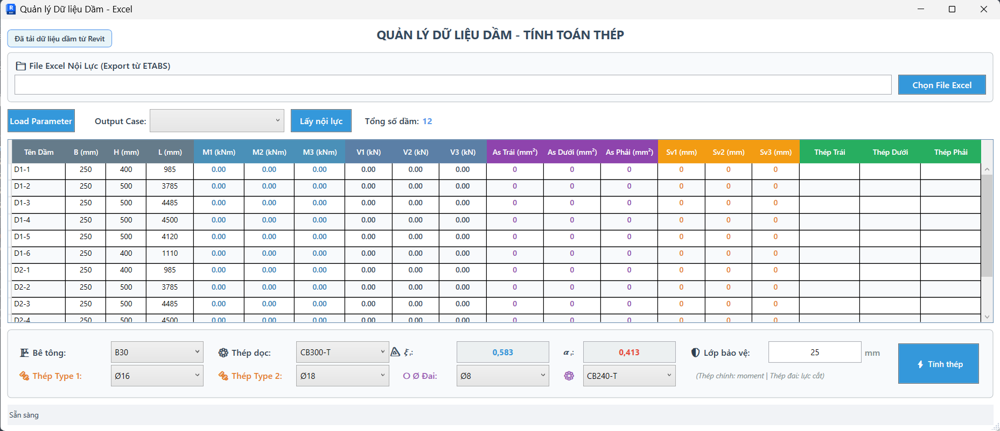 Quản lý Dữ liệu Dầm - Excel
Đã tải dữ liệu dầm từ Revit
QUẢN LÝ DỮ LIỆU DẦM - TÍNH TOÁN THÉP
File Excel Nội Lực (Export từ ETABS)
Chọn File Excel
Load Parameter Output Case: Lấy nội lực Tổng số dầm: 12
Tên Dầm B (mm) H (mm) L (mm) M1 (kNm) M2 (kNm) M3 (kNm) V1 (kN) V2 (kN) V3 (kN) As Trái (mm²) As Dưới (mm²) As Phải (mm²) Sv1 (mm) Sv2 (mm) Sv3 (mm) Thép Trái Thép Dưới Thép Phải
D1-1 250 400 985 0.00 0.00 0.00 0.00 0.00 0.00 0 0 0 0 0 0
D1-2 250 500 3785 0.00 0.00 0.00 0.00 0.00 0.00 0 0 0 0 0 0
D1-3 250 500 4485 0.00 0.00 0.00 0.00 0.00 0.00 0 0 0 0 0 0
D1-4 250 500 4500 0.00 0.00 0.00 0.00 0.00 0.00 0 0 0 0 0 0
D1-5 250 500 4120 0.00 0.00 0.00 0.00 0.00 0.00 0 0 0 0 0 0
D1-6 250 400 1110 0.00 0.00 0.00 0.00 0.00 0.00 0 0 0 0 0 0
D2-1 250 400 985 0.00 0.00 0.00 0.00 0.00 0.00 0 0 0 0 0 0
D2-2 250 500 3785 0.00 0.00 0.00 0.00 0.00 0.00 0 0 0 0 0 0
D2-3 250 500 4485 0.00 0.00 0.00 0.00 0.00 0.00 0 0 0 0 0 0
D2-4 250 500 4500 0.00 0.00 0.00 0.00 0.00 0.00 0 0 0 0 0 0
Bê tông: B30 Thép dọc: CB300-T ξr: 0,583 αr: 0,413 Lớp bảo vệ: 25 mm
Tính thép
Thép Type 1: Ø16 Thép Type 2: Ø18 Ø Đai: Ø8 CB240-T (Thép chính: moment | Thép đai: lực cắt)
Sẵn sàng